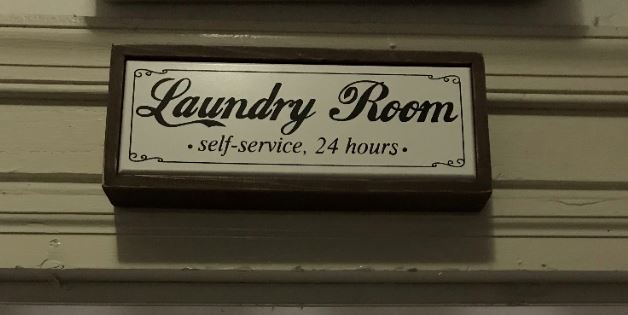 Laundry Room
• self-service, 24 hours •